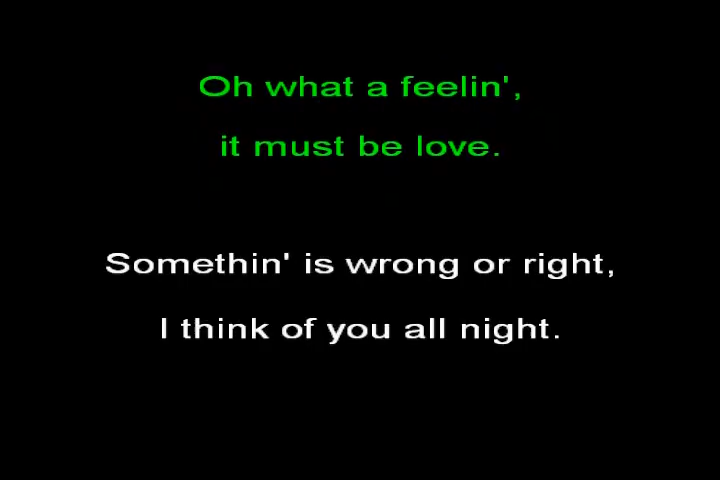 Oh what a feelin',
it must be love.
Somethin' is wrong or right,
I think of you all night.